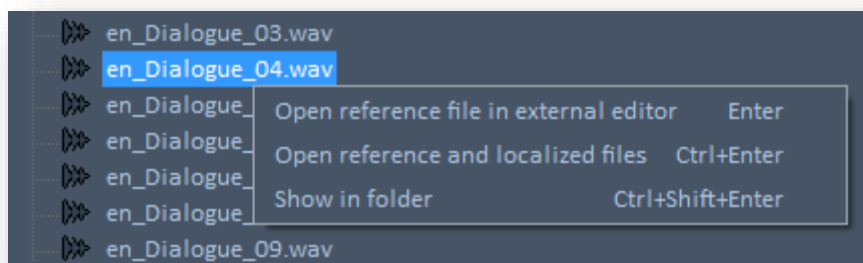 en_Dialogue_03.wav
en_Dialogue_04.wav
en_Dialogue_
Open reference file in external editor Enter
en_Dialogue_
Open reference and localized files Ctrl+Enter
en_Dialogue_
Show in folder Ctrl+Shift+Enter
en_Dialogue_
en_Dialogue_09.wav